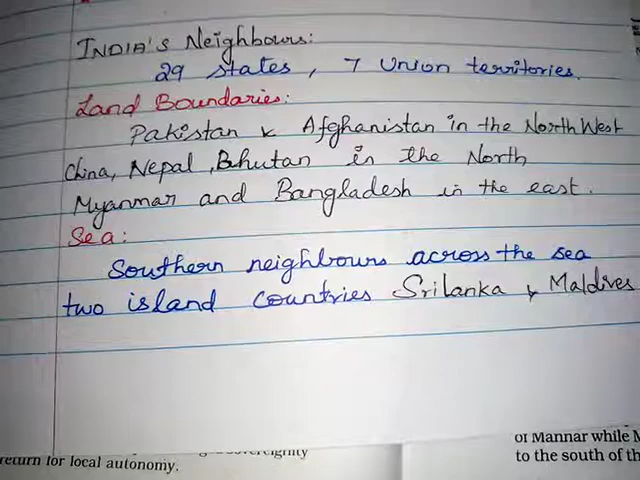 INDIA'S Neighbours:
29 states, 7 Union territories.
Land Boundaries:
Pakistan & Afghanistan in the North West
China, Nepal, Bhutan in the North
Myanmar and Bangladesh in the east.
Sea:
Southern neighbours across the sea
two island countries Srilanka & Maldives
return for local autonomy.
of Mannar while
to the south of